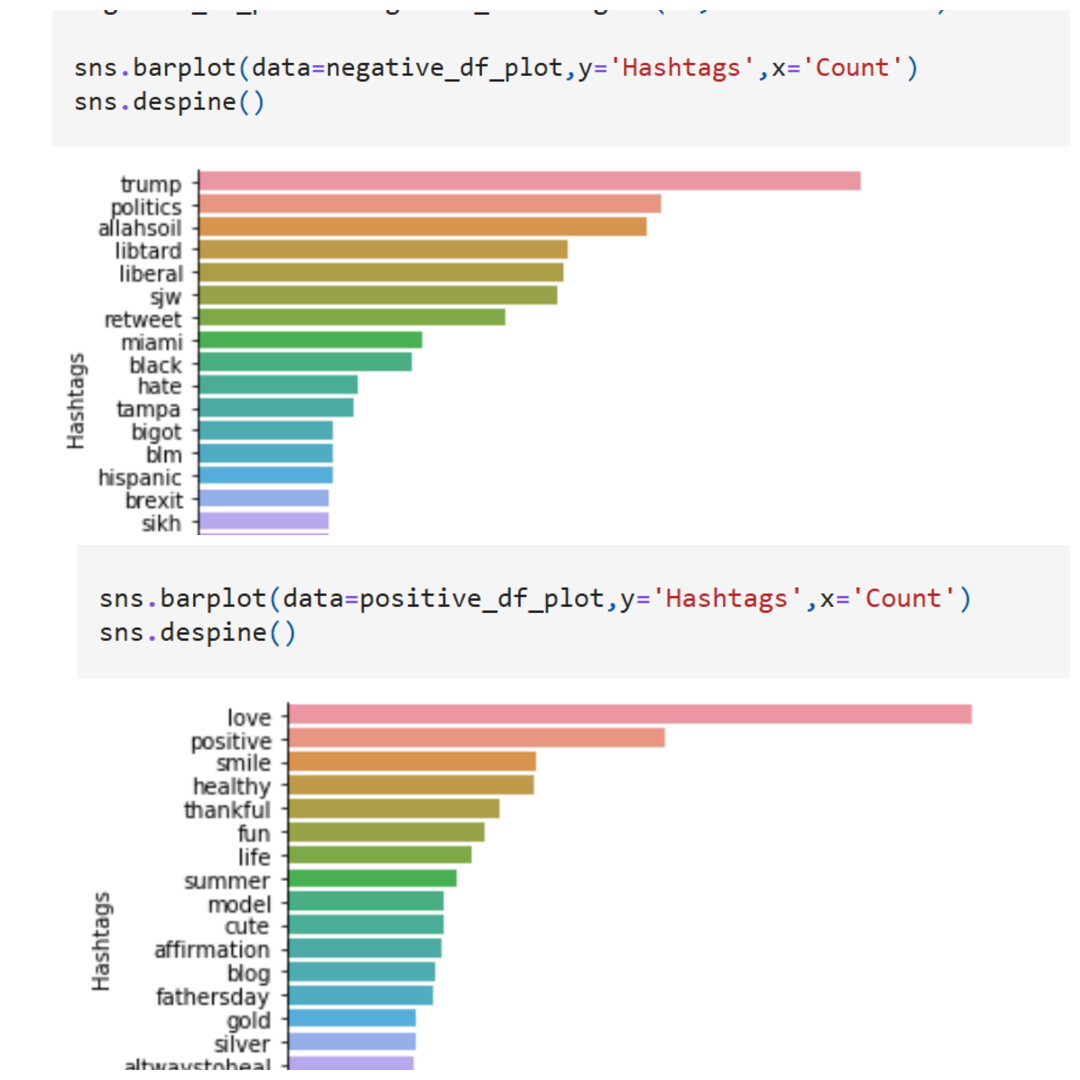 sns.barplot(data=negative_df_plot,y='Hashtags',x='Count')
sns.despine()
trump
politics
allahsoil
libtard
liberal
sjw
retweet
miami
black
hate
tampa
bigot
blm
hispanic
brexit
sikh
Hashtags
sns.barplot(data=positive_df_plot,y='Hashtags',x='Count')
sns.despine()
love
positive
smile
healthy
thankful
fun
life
summer
model
cute
affirmation
blog
fathersday
gold
silver
altwaystoheal
Hashtags